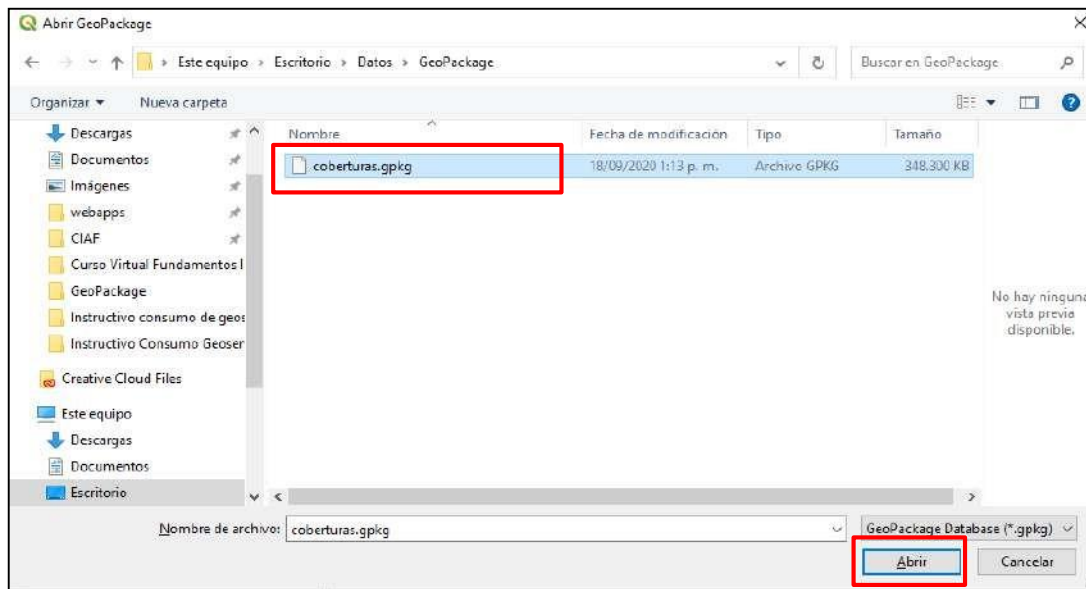 Abrir GeoPackage
Este equipo > Escritorio > Datos > GeoPackage
Buscar en GeoPackage
Organizar
Nueva carpeta
Descargas
Documentos
Imágenes
webapps
CIAF
Curso Virtual Fundamentos I
GeoPackage
Instructivo consumo de geos
Instructivo Consumo Geoser
Creative Cloud Files
Este equipo
Descargas
Documentos
Escritorio
Nombre Fecha de modificación Tipo Tamaño
coberturas.gpkg 18/09/2020 1:13 p. m. Archivo GPKG 348.300 KB
No hay ninguna
vista previa
disponible.
Nombre de archivo: coberturas.gpkg GeoPackage Database (*.gpkg)
Abrir Cancelar